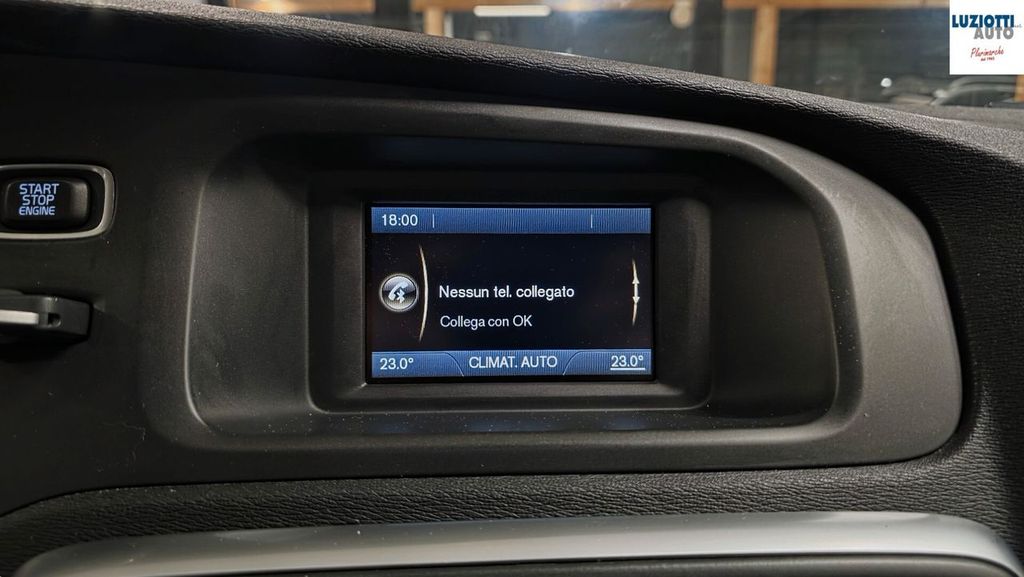 LUZIOTTI
AUTO
Plurimarche
START
STOP
ENGINE
18:00
Nessun tel. collegato
Collega con OK
23.0°
CLIMAT. AUTO
23.0°